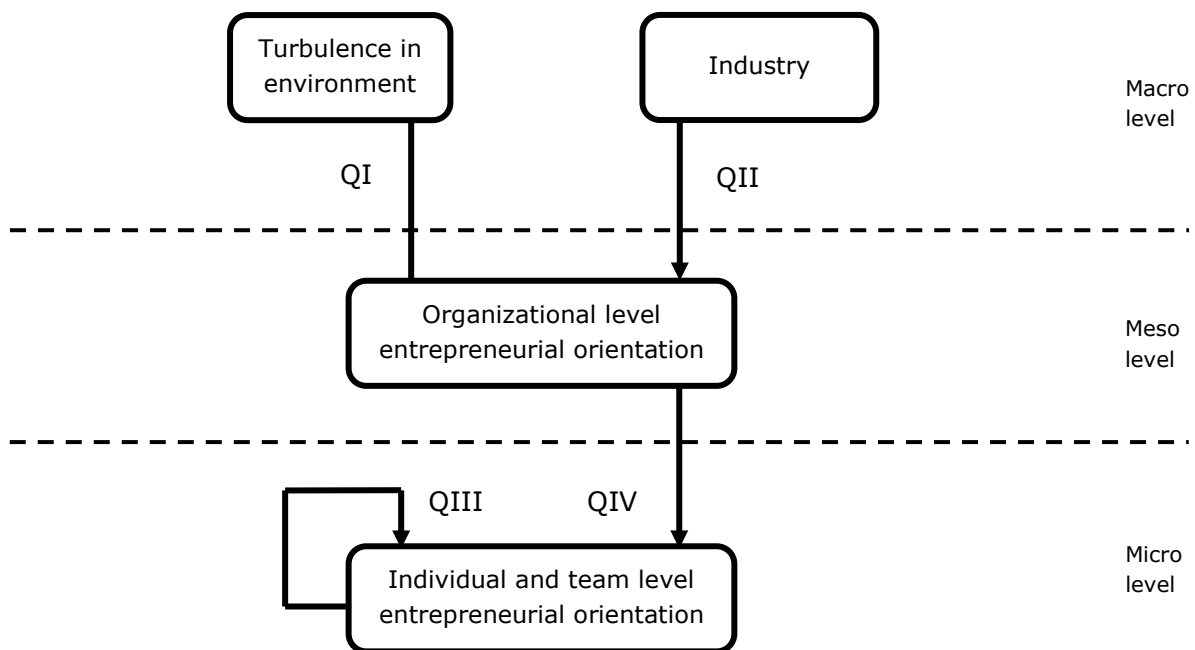 Turbulence in
environment
Industry
Macro
level
QI
QII
Organizational level
entrepreneurial orientation
Meso
level
QIII
QIV
Individual and team level
entrepreneurial orientation
Micro
level